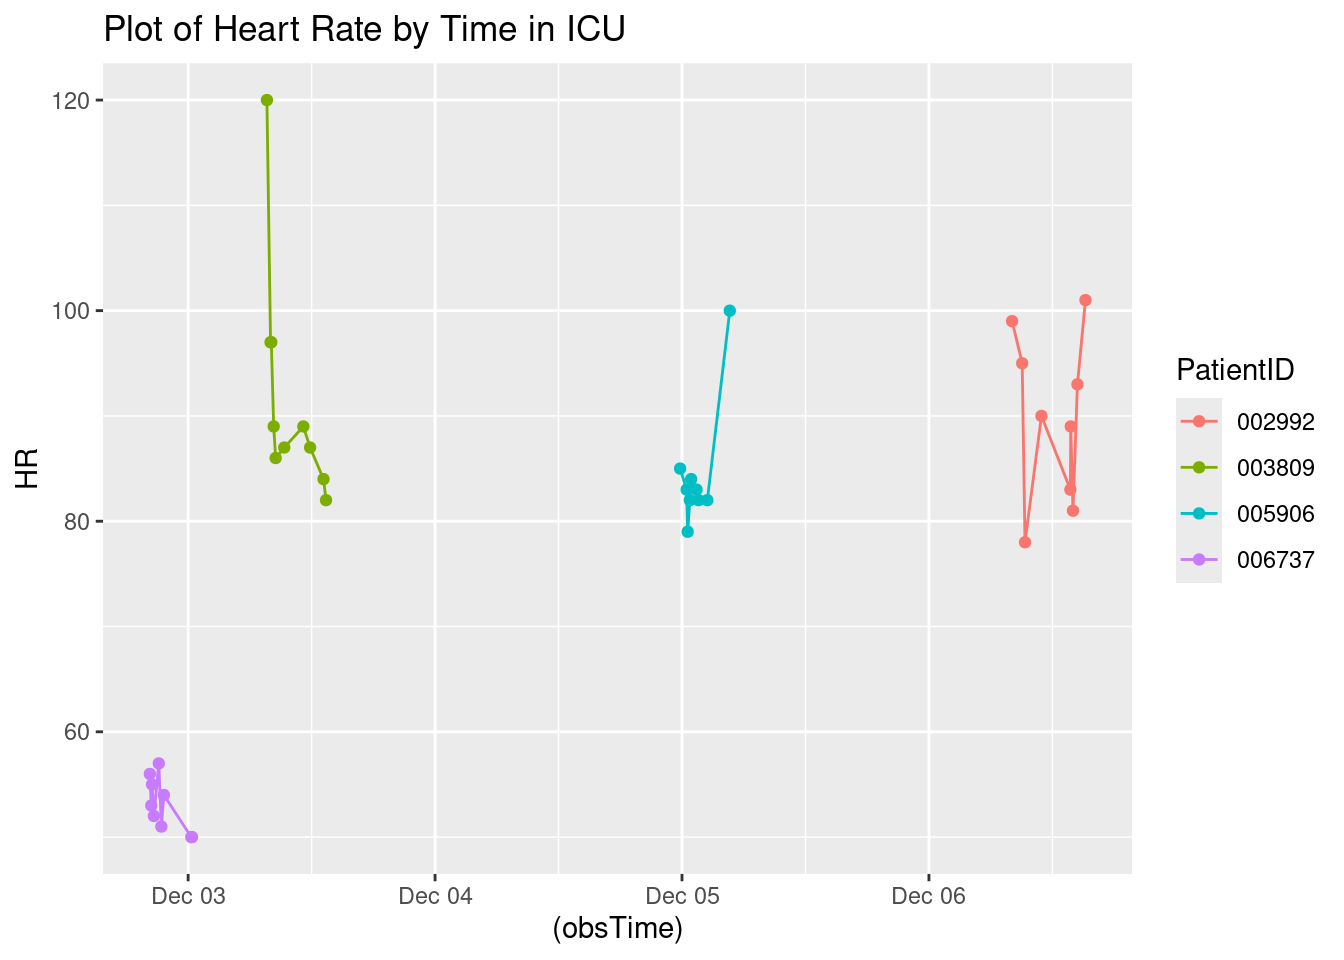 Plot of Heart Rate by Time in ICU
120
100
80
60
HR
Dec 03
Dec 04
Dec 05
Dec 06
(obsTime)
PatientID
002992
003809
005906
006737